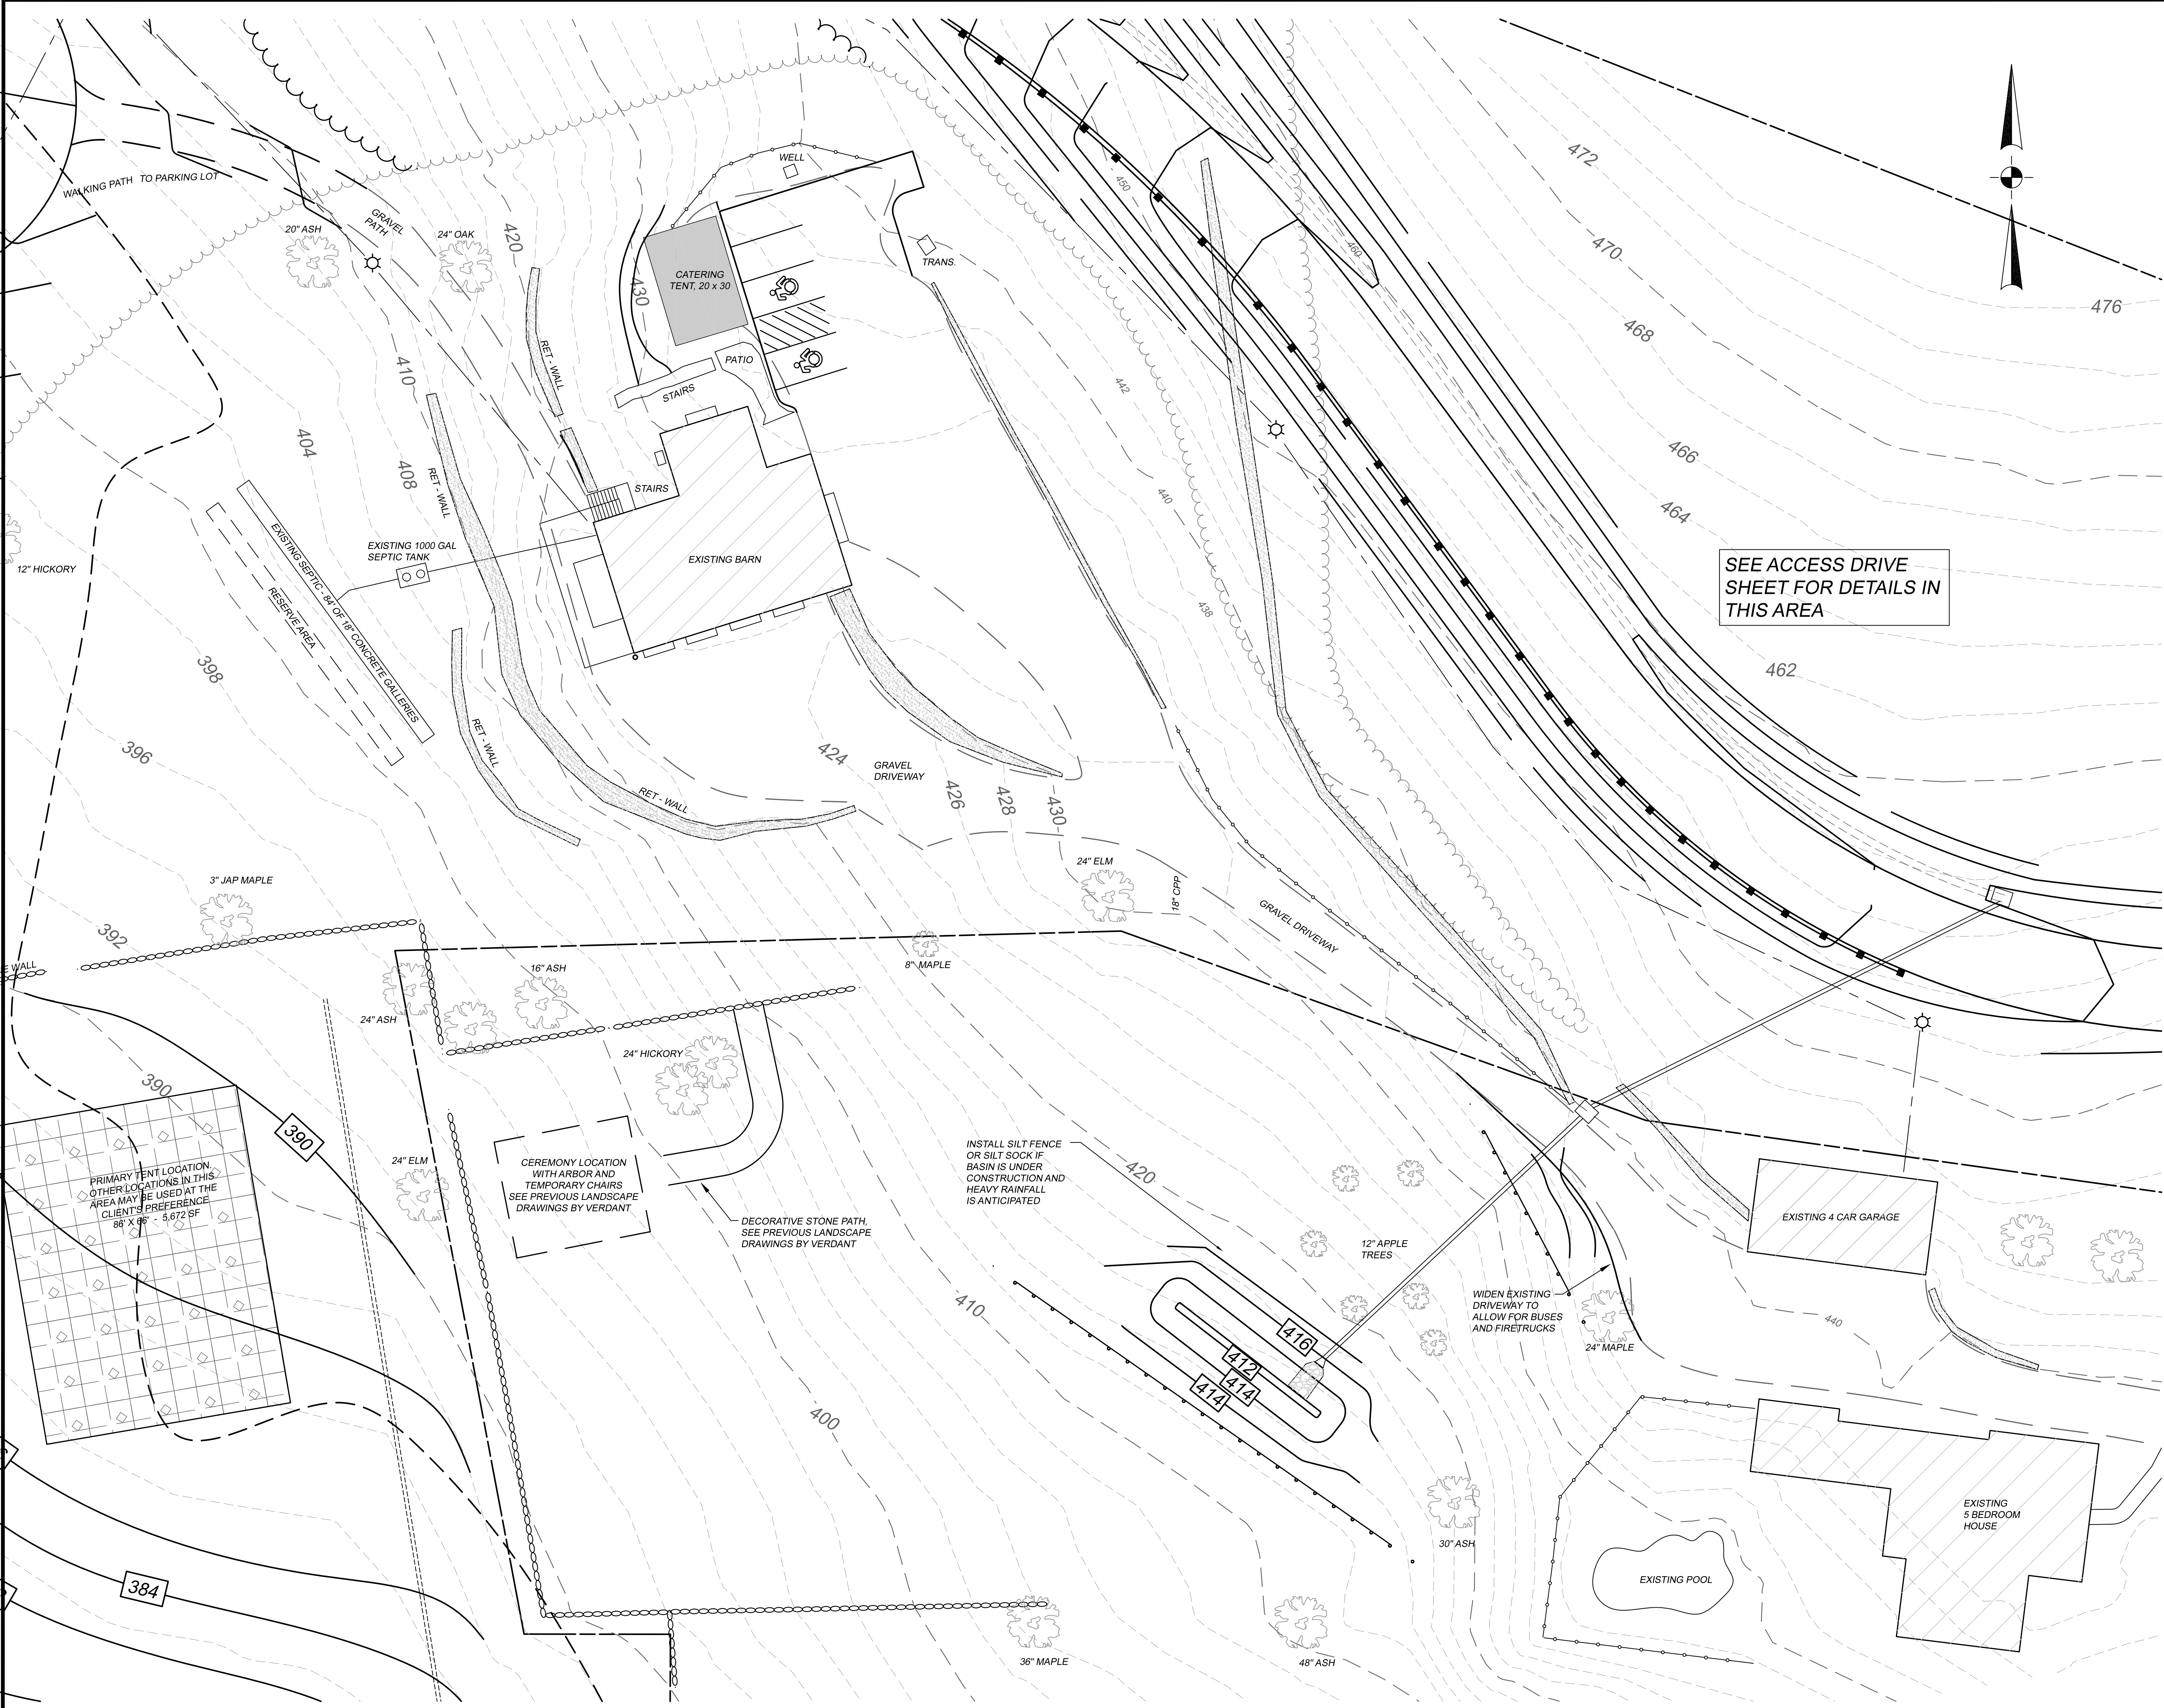 WELL
472
450
WALKING PATH TO PARKING LOT
GRAVEL
PATH
20" ASH
24" OAK
420
460
470
TRANS.
CATERING
TENT, 20 x 30
430
476
468
RET - WALL
PATIO
410
442
STAIRS
404
408
RET - WALL
466
STAIRS
440
464
EXISTING 1000 GAL
SEPTIC TANK
EXISTING BARN
12" HICKORY
EXISTING SEPTIC - 84' OF 18" CONCRETE GALLERIES
RESERVE AREA
SEE ACCESS DRIVE
SHEET FOR DETAILS IN
THIS AREA
438
398
462
RET - WALL
396
424
GRAVEL
DRIVEWAY
RET - WALL
426
428
430
24" ELM
3" JAP MAPLE
18" CPP
GRAVEL DRIVEWAY
392
WALL
8" MAPLE
16" ASH
24" ASH
24" HICKORY
390
390
24" ELM
PRIMARY TENT LOCATION.
OTHER LOCATIONS IN THIS
AREA MAY BE USED AT THE
CLIENT'S PREFERENCE
86' X 66' - 5,672 SF
CEREMONY LOCATION
WITH ARBOR AND
TEMPORARY CHAIRS
SEE PREVIOUS LANDSCAPE
DRAWINGS BY VERDANT
INSTALL SILT FENCE
OR SILT SOCK IF
BASIN IS UNDER
CONSTRUCTION AND
HEAVY RAINFALL
IS ANTICIPATED
420
DECORATIVE STONE PATH,
SEE PREVIOUS LANDSCAPE
DRAWINGS BY VERDANT
EXISTING 4 CAR GARAGE
12" APPLE
TREES
410
WIDEN EXISTING
DRIVEWAY TO
ALLOW FOR BUSES
AND FIRETRUCKS
440
24" MAPLE
416
412
414
414
400
EXISTING
5 BEDROOM
HOUSE
30" ASH
EXISTING POOL
384
36" MAPLE
48" ASH